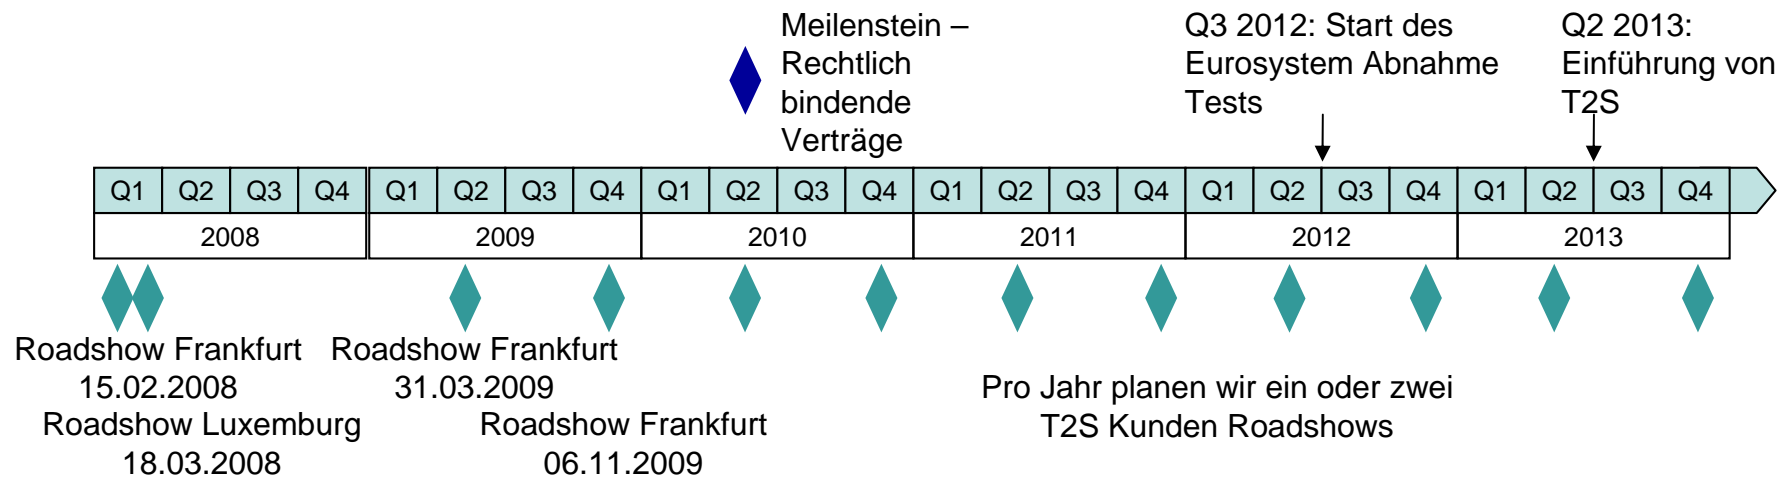 Meilenstein –
Rechtlich
bindende
Verträge
Q3 2012: Start des
Eurosystem Abnahme
Tests
Q2 2013:
Einführung von
T2S
Q1 Q2 Q3 Q4 Q1 Q2 Q3 Q4 Q1 Q2 Q3 Q4 Q1 Q2 Q3 Q4 Q1 Q2 Q3 Q4 Q1 Q2 Q3 Q4
2008 2009 2010 2011 2012 2013
Roadshow Frankfurt
15.02.2008
Roadshow Luxemburg
18.03.2008
Roadshow Frankfurt
31.03.2009
Roadshow Frankfurt
06.11.2009
Pro Jahr planen wir ein oder zwei
T2S Kunden Roadshows